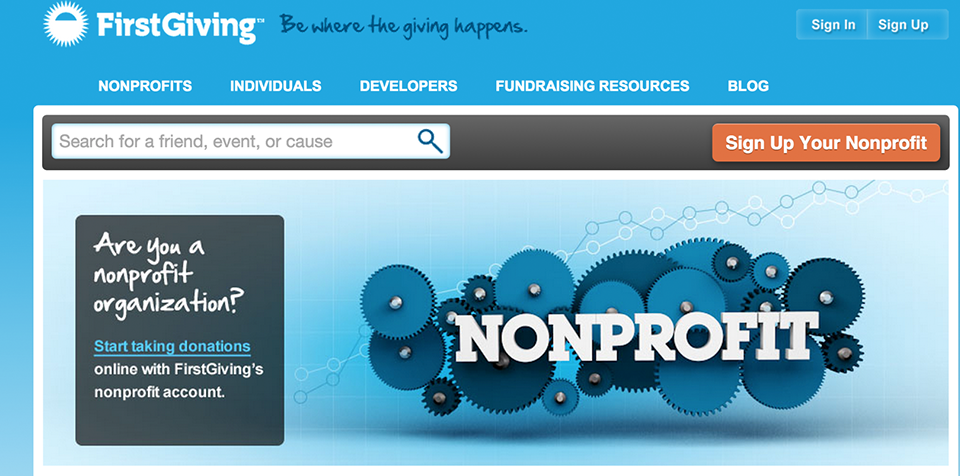 FirstGiving™ Be where the giving happens.
Sign In Sign Up
NONPROFITS INDIVIDUALS DEVELOPERS FUNDRAISING RESOURCES BLOG
Search for a friend, event, or cause
Sign Up Your Nonprofit
Are you a
nonprofit
organization?
Start taking donations
online with FirstGiving's
nonprofit account.
NONPROFIT